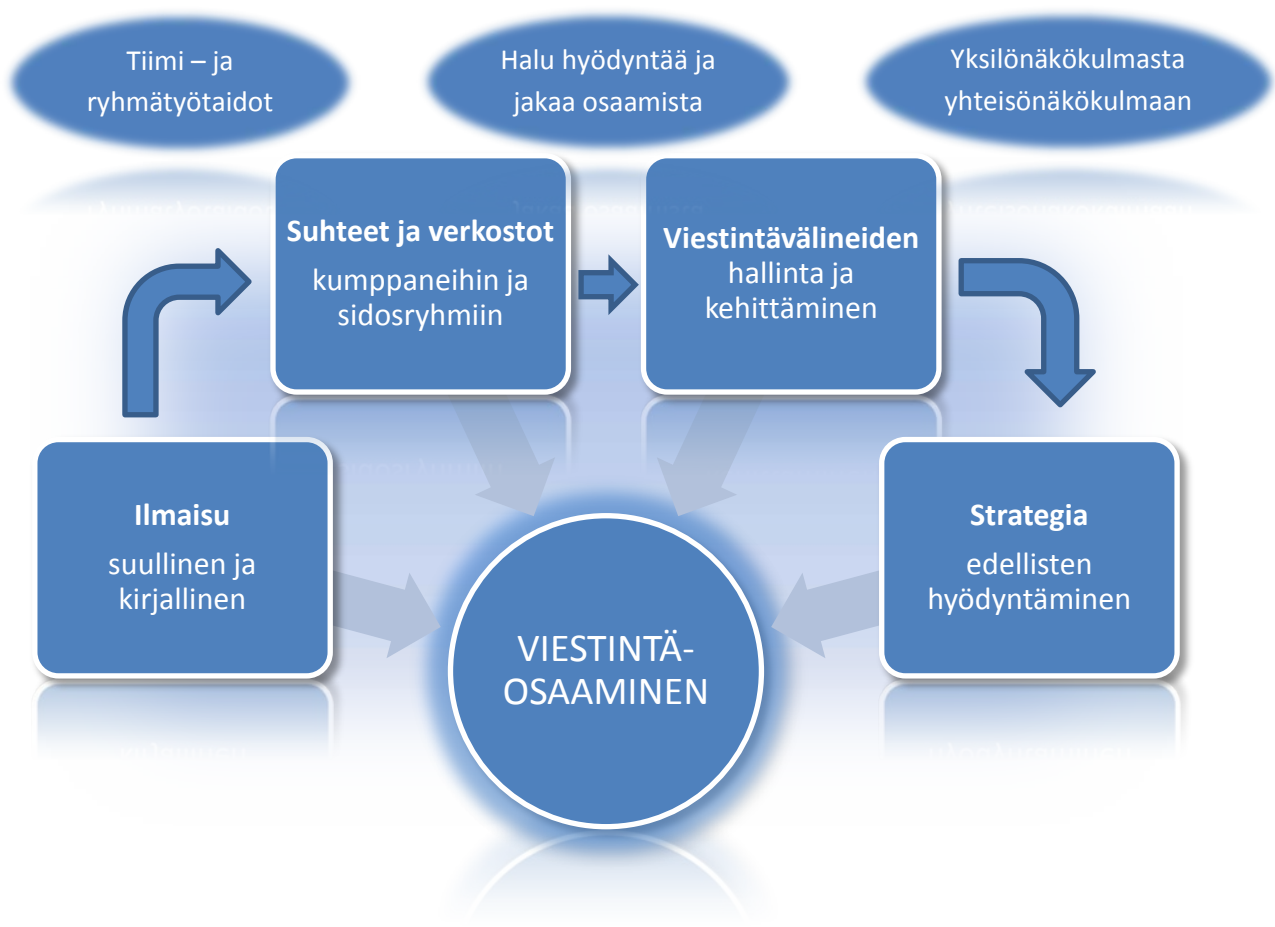 Tiimi – ja
ryhmätyötaidot
Halu hyödyntää ja
jakaa osaamista
Yksilönäkökulmasta
yhteisönäkökulmaan
Suhteet ja verkostot
kumppaneihin ja
sidosryhmiin
Viestintävälineiden
hallinta ja
kehittäminen
Ilmaisu
suullinen ja
kirjallinen
Strategia
edellisten
hyödyntäminen
VIESTINTÄ-
OSAAMINEN